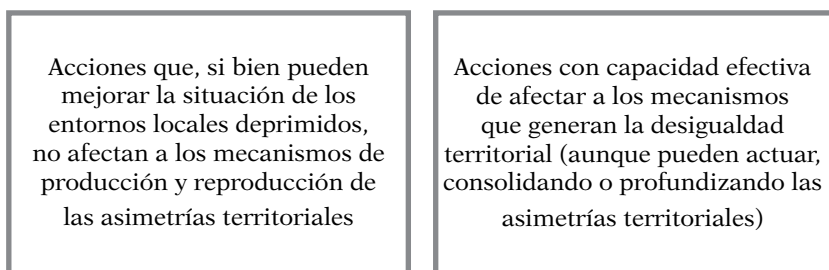 Acciones que, si bien pueden
mejorar la situación de los
entornos locales deprimidos,
no afectan a los mecanismos de
producción y reproducción de
las asimetrías territoriales
Acciones con capacidad efectiva
de afectar a los mecanismos
que generan la desigualdad
territorial (aunque pueden actuar,
consolidando o profundizando las
asimetrías territoriales)